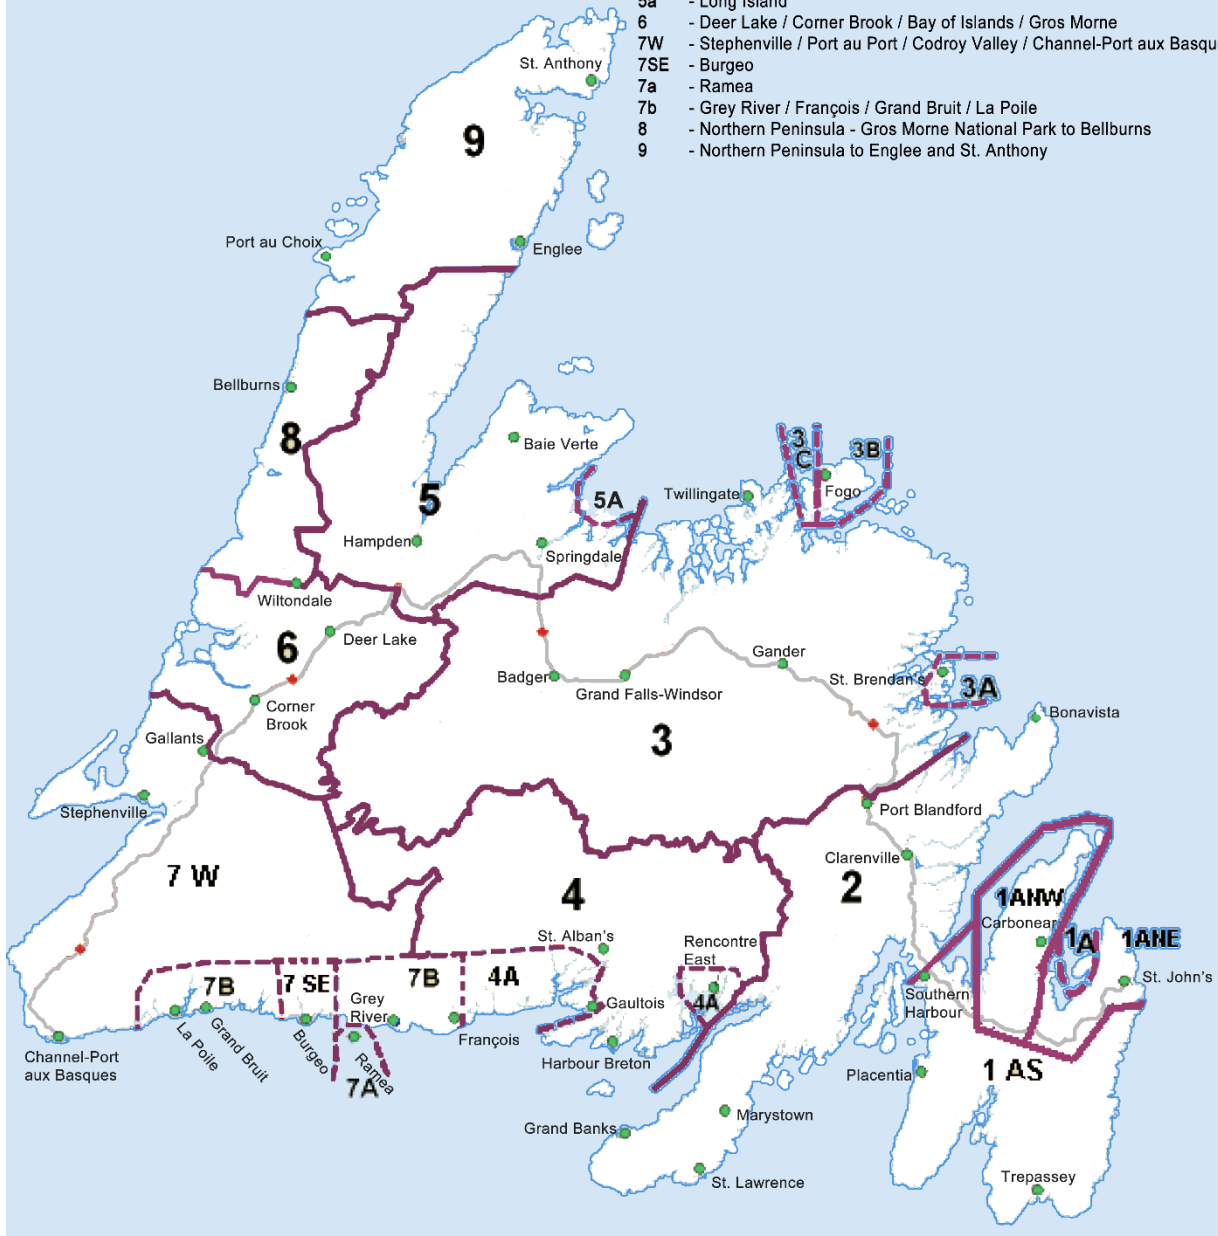 5a - Long Island
6 - Deer Lake / Corner Brook / Bay of Islands / Gros Morne
7W - Stephenville / Port au Port / Codroy Valley / Channel-Port aux Basqu
7SE - Burgeo
7a - Ramea
7b - Grey River / François / Grand Bruit / La Poile
8 - Northern Peninsula - Gros Morne National Park to Bellburns
9 - Northern Peninsula to Englee and St. Anthony
St. Anthony
9
Port au Choix
Englee
Bellburns
8
Baie Verte
3
C
3B
5
5A
Twillingate
Fogo
Hampden
Springdale
Wiltondale
6
Deer Lake
Gander
Badger
Grand Falls-Windsor
St. Brendan's
3A
Corner
Brook
Bonavista
Gallants
3
Stephenville
Port Blandford
Clarenville
7 W
4
2
1ANW
Carbonear
1A
1ANE
St. Alban's
Rencontre
East
7B
7 SE
7B
4A
St. John's
Southern
Harbour
Grey
River
Gaultois
4A
La Poile
Grand Bruit
Burgeo
Ramea
François
Channel-Port
aux Basques
Harbour Breton
7A
Placentia
1 AS
Marystown
Grand Banks
St. Lawrence
Trepassey